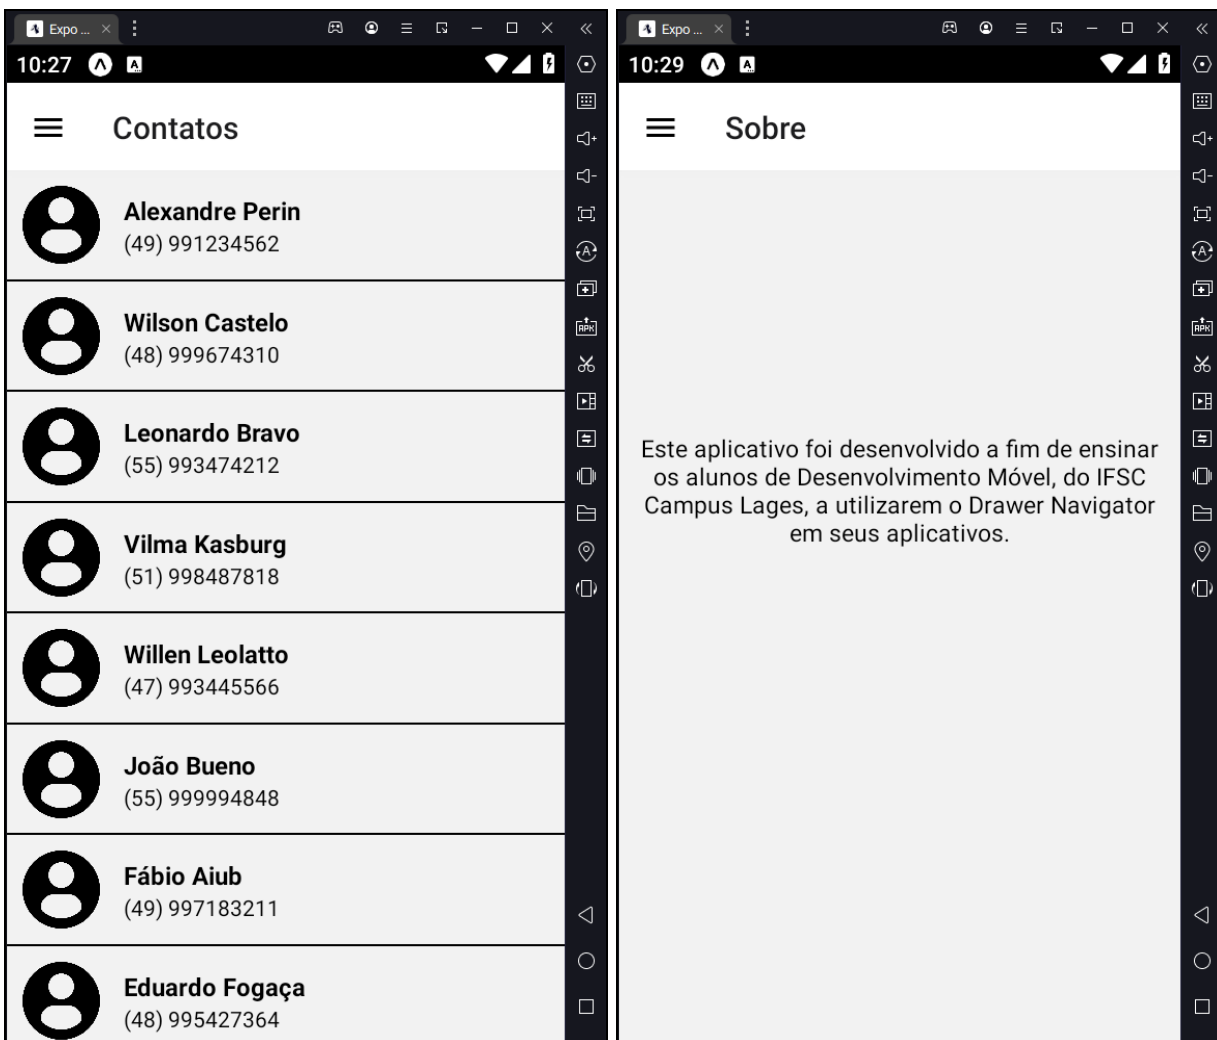 Expo ...
10:27
Contatos
Alexandre Perin
(49) 991234562
Wilson Castelo
(48) 999674310
Leonardo Bravo
(55) 993474212
Vilma Kasburg
(51) 998487818
Willen Leolatto
(47) 993445566
João Bueno
(55) 999994848
Fábio Aiub
(49) 997183211
Eduardo Fogaça
(48) 995427364
A
APK
Expo ...
10:29
Sobre
Este aplicativo foi desenvolvido a fim de ensinar
os alunos de Desenvolvimento Móvel, do IFSC
Campus Lages, a utilizarem o Drawer Navigator
em seus aplicativos.
A
APK